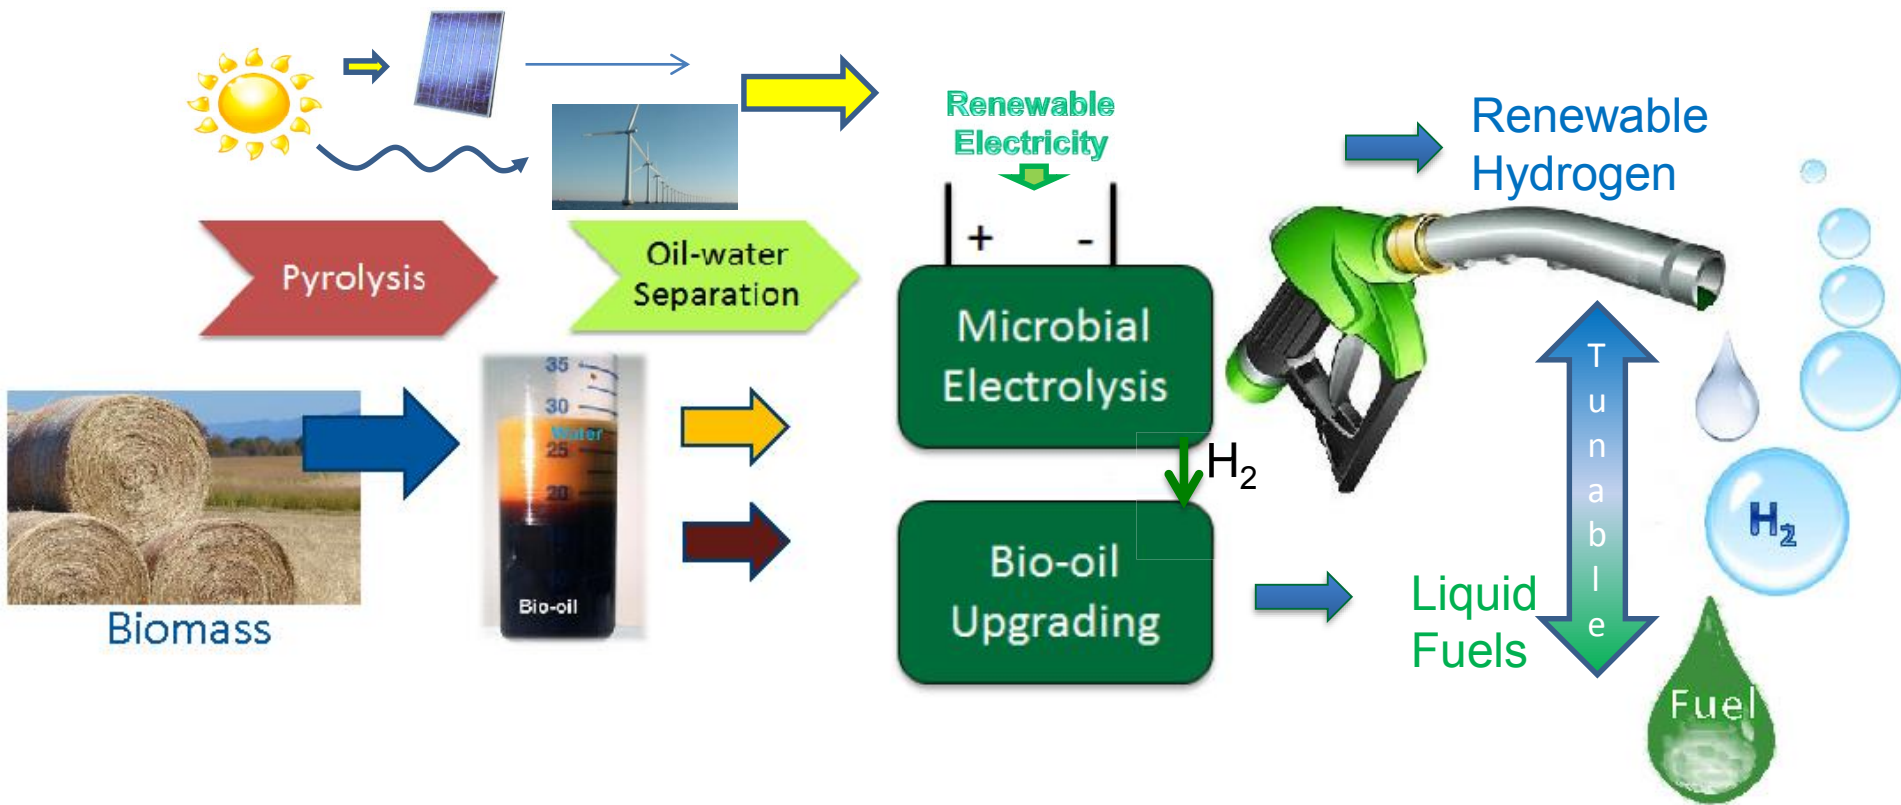 Renewable
Electricity
+ -
Renewable
Hydrogen
Pyrolysis
Oil-water
Separation
Microbial
Electrolysis
H₂
Bio-oil
Upgrading
35
30
Water
25
20
Bio-oil
Biomass
Liquid
Fuels
Tunable
H₂
Fuel